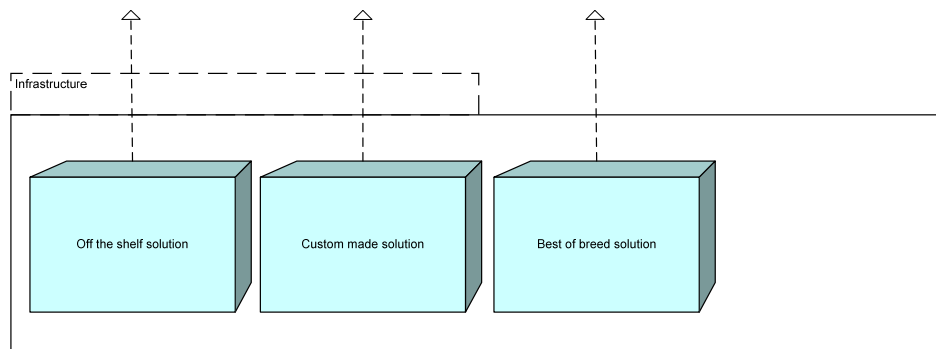 Infrastructure
Off the shelf solution
Custom made solution
Best of breed solution